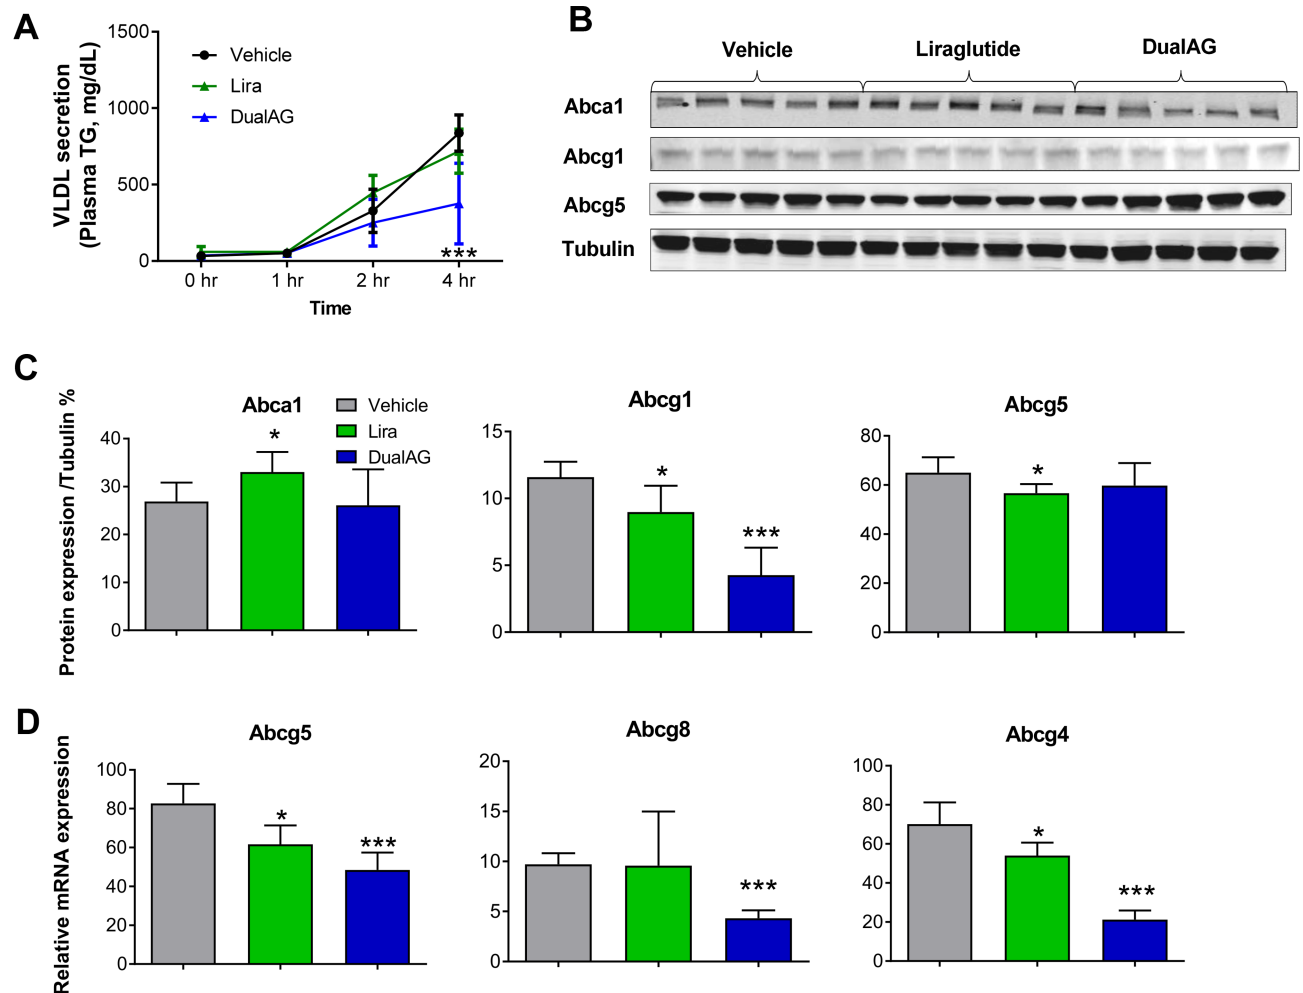 A
VLDL secretion
(Plasma TG, mg/dL)
1500
1000
500
0
Vehicle
Lira
DualAG
***
0 hr
1 hr
2 hr
4 hr
Time
B
Vehicle
Liraglutide
DualAG
Abca1
Abcg1
Abcg5
Tubulin
C
Protein expression /Tubulin %
Abca1
40
30
20
10
0
*
Vehicle
Lira
DualAG
Abcg1
15
10
5
0
*
***
Abcg5
80
60
40
20
0
*
D
Relative mRNA expression
Abcg5
100
80
60
40
20
0
*
***
Abcg8
20
15
10
5
0
***
Abcg4
100
80
60
40
20
0
*
***